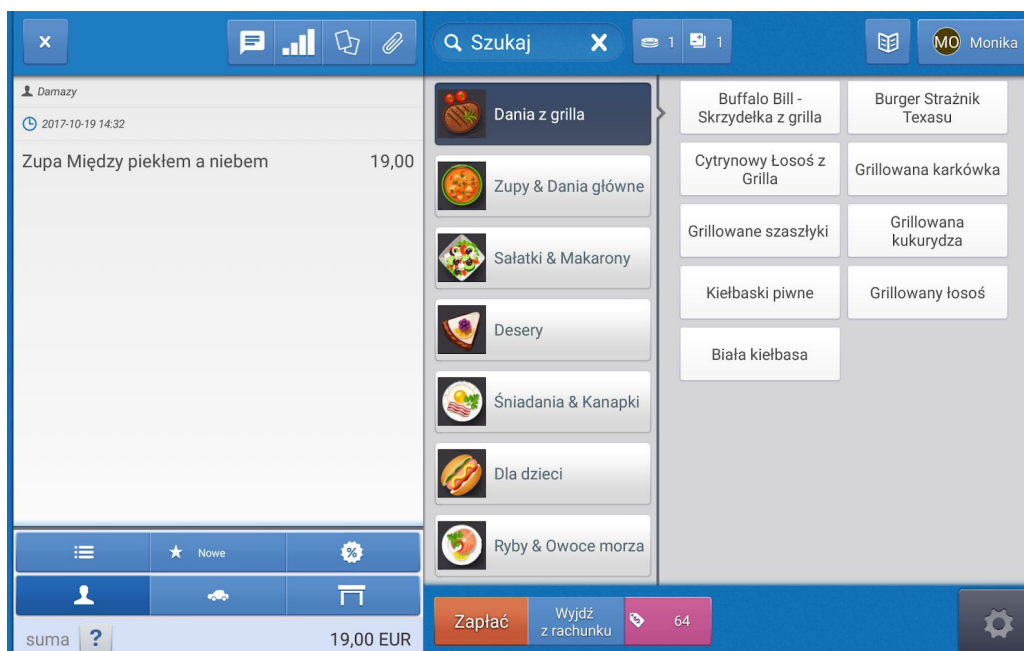 Szukaj
1
1
MO Monika
Damazy
2017-10-19 14:32
Zupa Między piekłem a niebem 19,00
Nowe
suma ? 19,00 EUR
Dania z grilla
Zupy & Dania główne
Sałatki & Makarony
Desery
Śniadania & Kanapki
Dla dzieci
Ryby & Owoce morza
Buffalo Bill -
Skrzydełka z grilla
Burger Strażnik
Texasu
Cytrynowy Łosoś z
Grilla
Grillowana karkówka
Grillowane szaszłyki
Grillowana
kukurydza
Kiełbaski piwne
Grillowany łosoś
Biała kiełbasa
Zapłać
Wyjdź
z rachunku
64